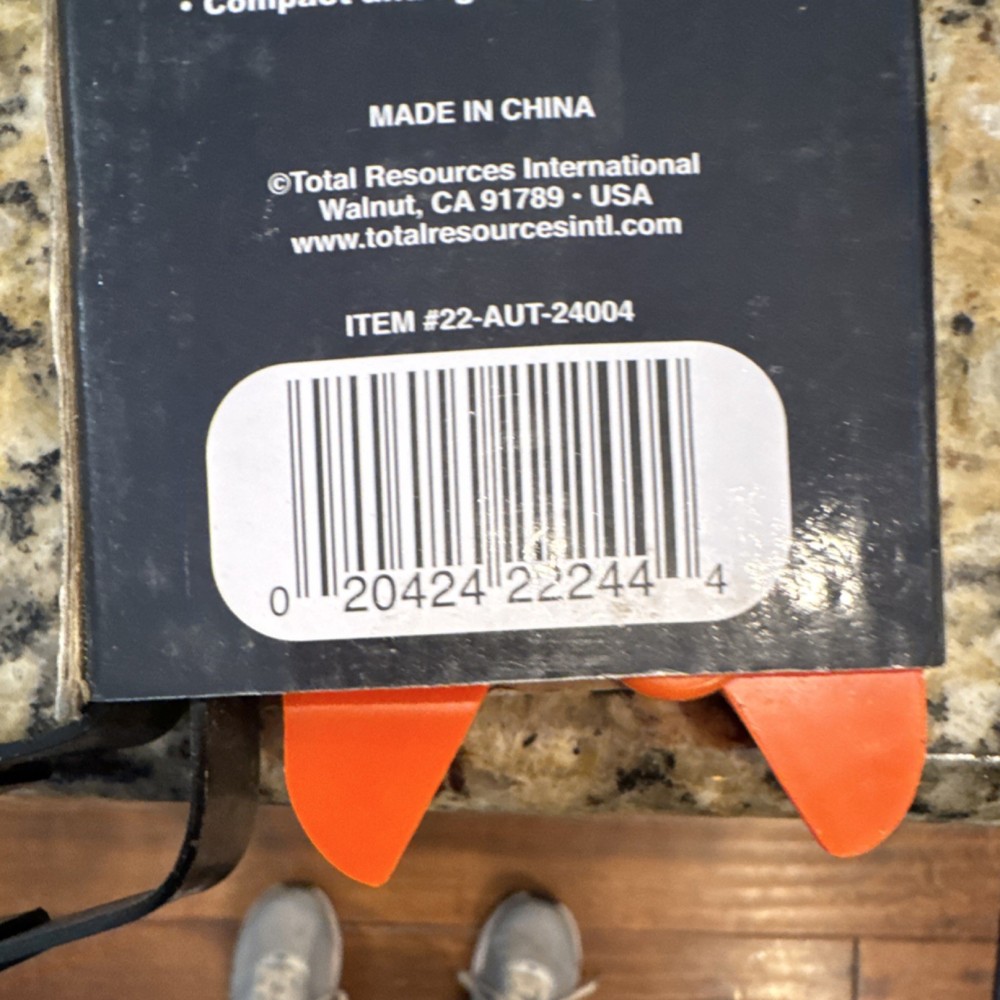 • Compact
MADE IN CHINA
©Total Resources International
Walnut, CA 91789 • USA
www.totalresourcesintl.com
ITEM #22-AUT-24004
0 20424 22244 4